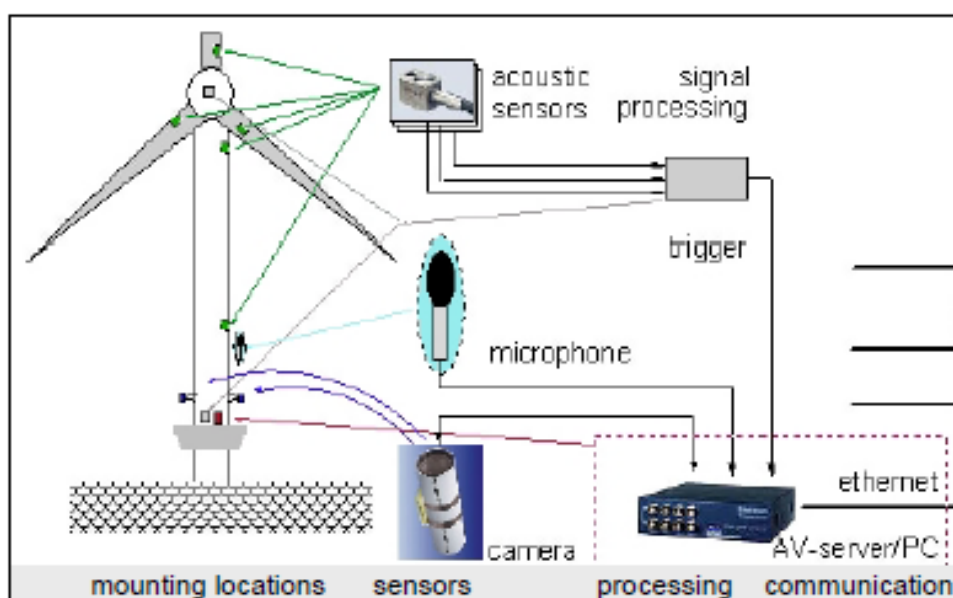 acoustic signal
sensors processing
trigger
microphone
ethernet
camera
AV-server/PC
mounting locations sensors processing communication